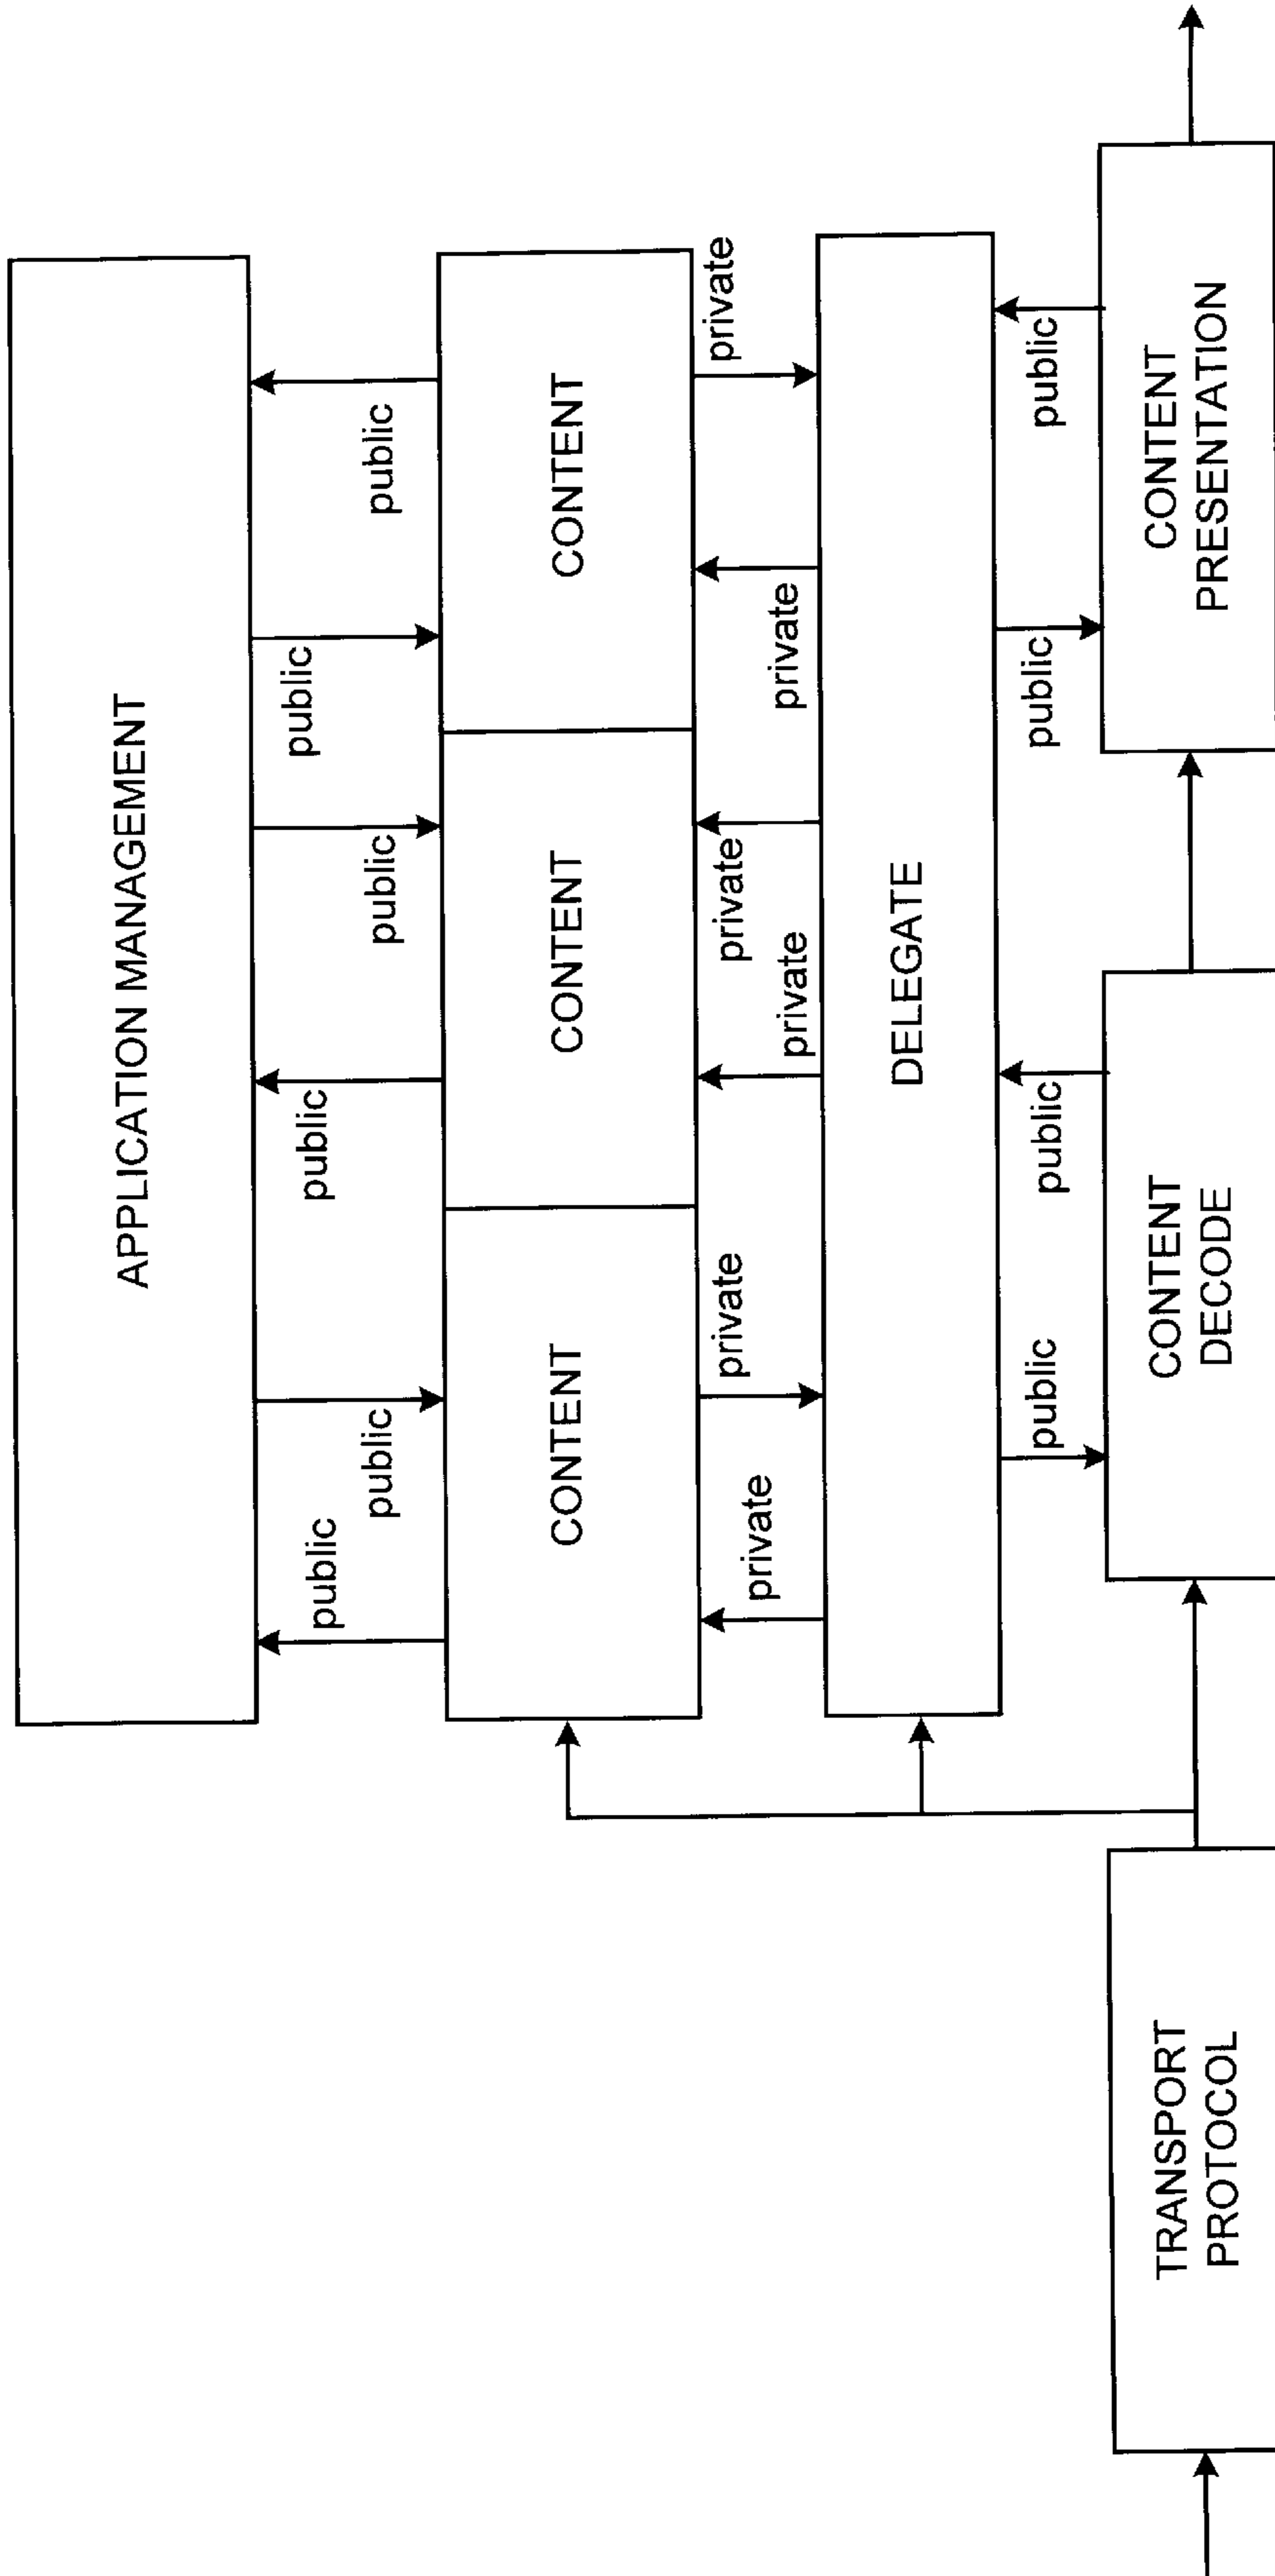 APPLICATION MANAGEMENT
public
public
public
public
public
public
CONTENT
CONTENT
CONTENT
private
private
private
private
private
private
DELEGATE
public
public
public
public
TRANSPORT
PROTOCOL
CONTENT
DECODE
CONTENT
PRESENTATION